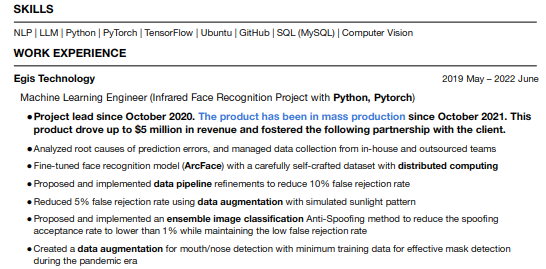 SKILLS
NLP | LLM | Python | PyTorch | TensorFlow | Ubuntu | GitHub | SQL (MySQL) | Computer Vision
WORK EXPERIENCE
Egis Technology 2019 May – 2022 June
Machine Learning Engineer (Infrared Face Recognition Project with Python, Pytorch)
● Project lead since October 2020. The product has been in mass production since October 2021. This
product drove up to $5 million in revenue and fostered the following partnership with the client.
● Analyzed root causes of prediction errors, and managed data collection from in-house and outsourced teams
● Fine-tuned face recognition model (ArcFace) with a carefully self-crafted dataset with distributed computing
● Proposed and implemented data pipeline refinements to reduce 10% false rejection rate
● Reduced 5% false rejection rate using data augmentation with simulated sunlight pattern
● Proposed and implemented an ensemble image classification Anti-Spoofing method to reduce the spoofing
acceptance rate to lower than 1% while maintaining the low false rejection rate
● Created a data augmentation for mouth/nose detection with minimum training data for effective mask detection
during the pandemic era